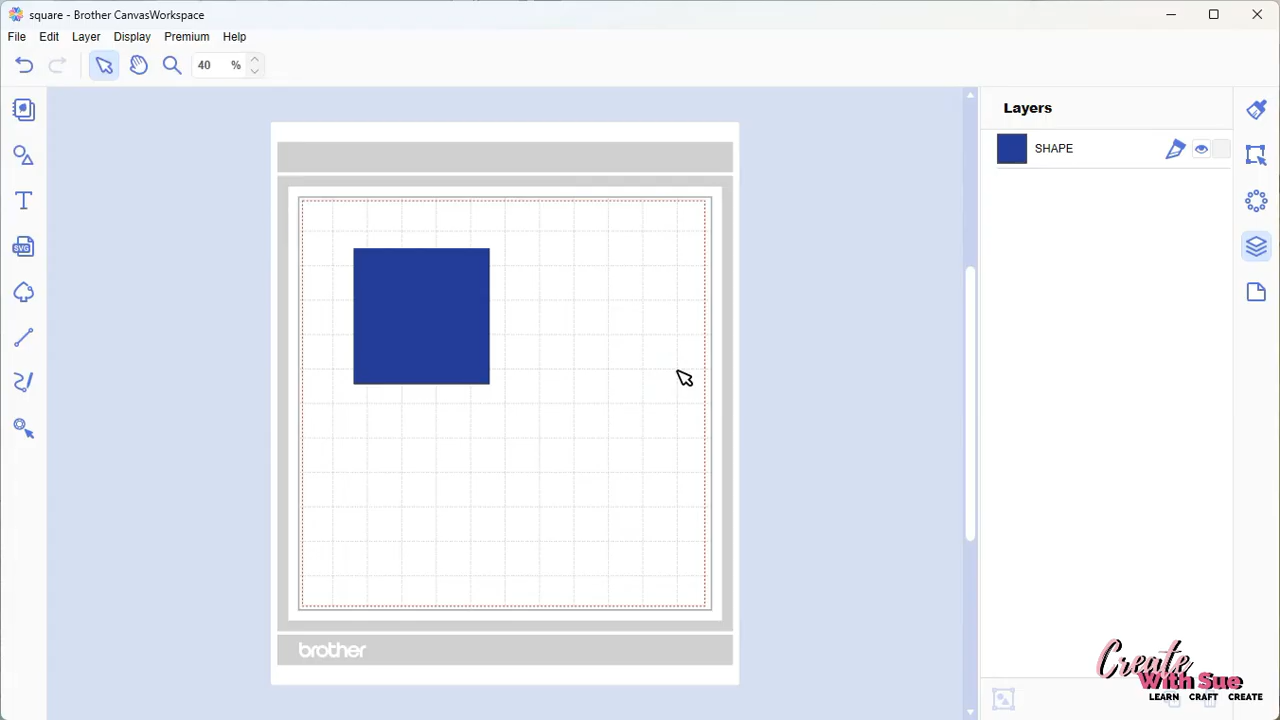 square - Brother CanvasWorkspace
File Edit Layer Display Premium Help
40 %
Layers
SHAPE
SVG
brother
Create
With Sue
LEARN CRAFT CREATE